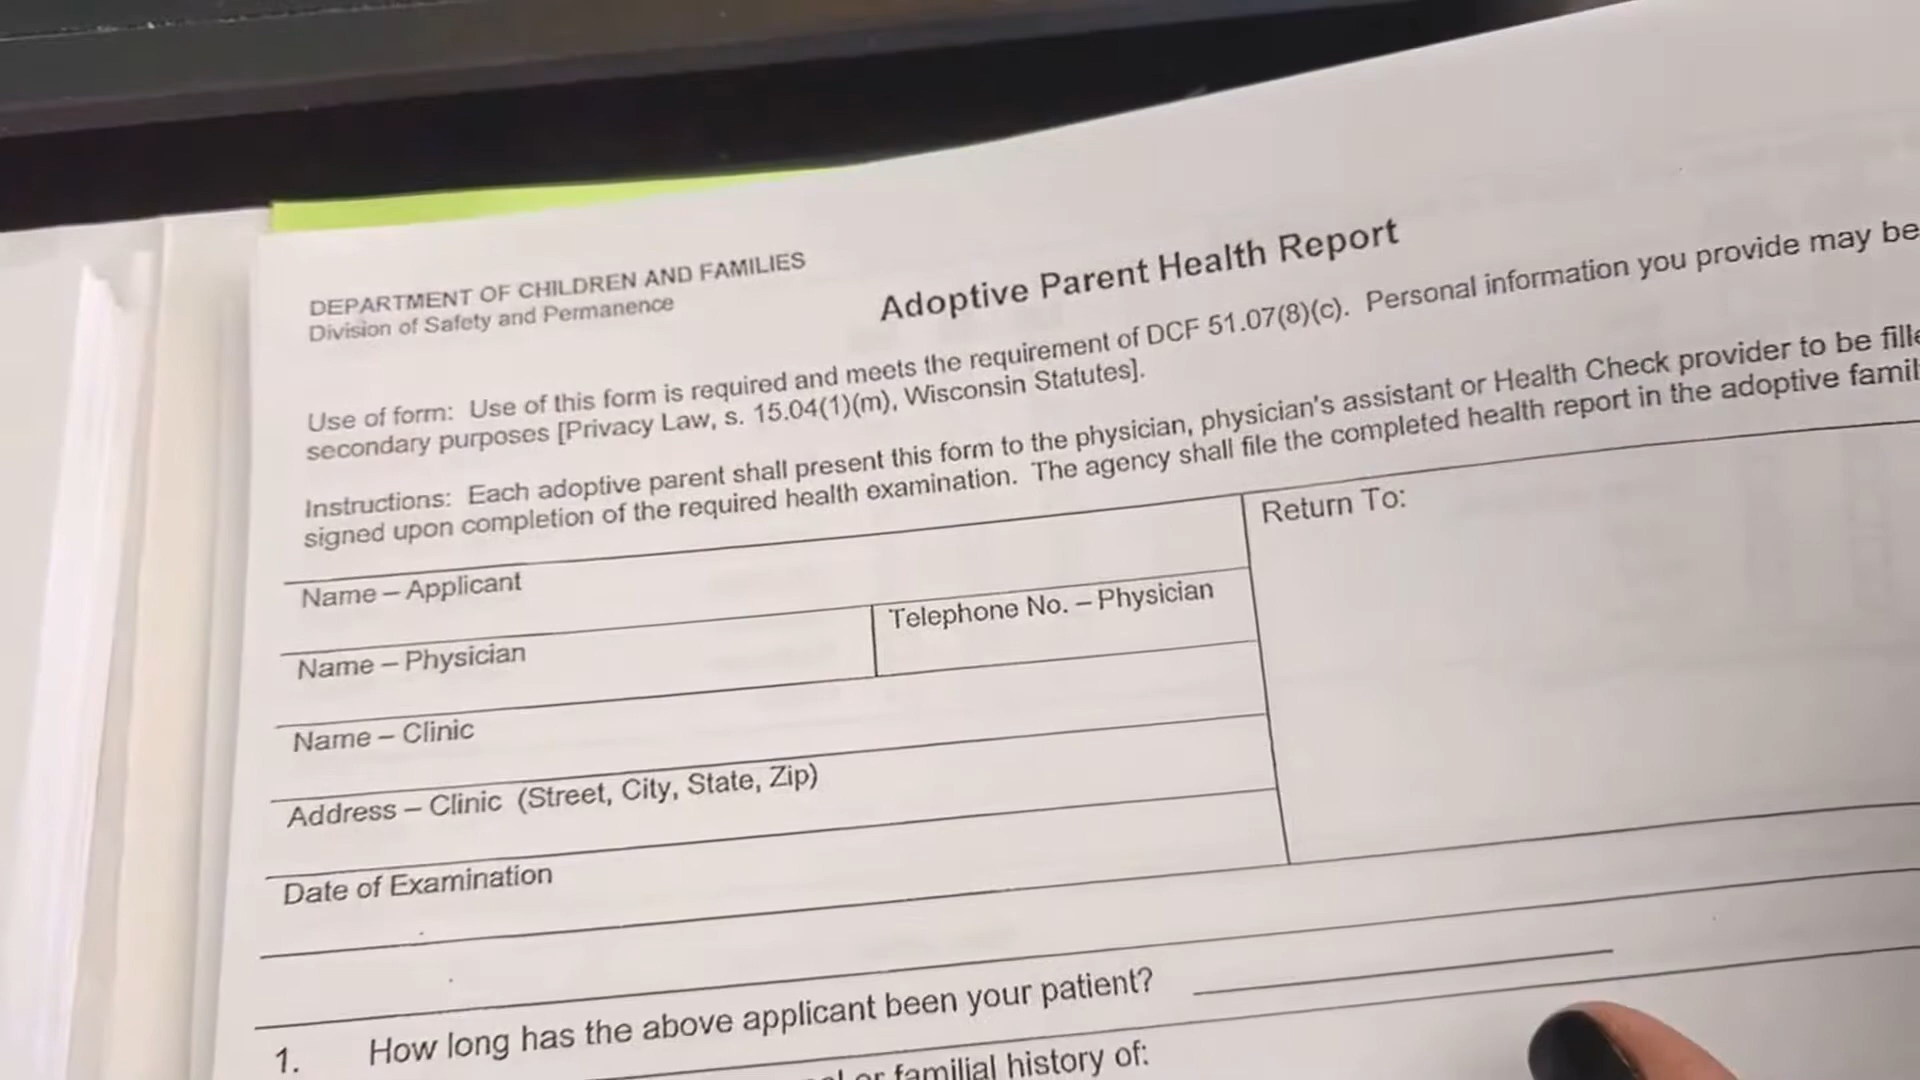 DEPARTMENT OF CHILDREN AND FAMILIES
Division of Safety and Permanence
Adoptive Parent Health Report
Use of form: Use of this form is required and meets the requirement of DCF 51.07(8)(c). Personal information you provide may be
secondary purposes [Privacy Law, s. 15.04(1)(m), Wisconsin Statutes].
Instructions: Each adoptive parent shall present this form to the physician, physician's assistant or Health Check provider to be
signed upon completion of the required health examination. The agency shall file the completed health report in the adoptive
Name – Applicant
Return To:
Name – Physician
Telephone No. – Physician
Name – Clinic
Address – Clinic (Street, City, State, Zip)
Date of Examination
1. How long has the above applicant been your patient?
or familial history of: